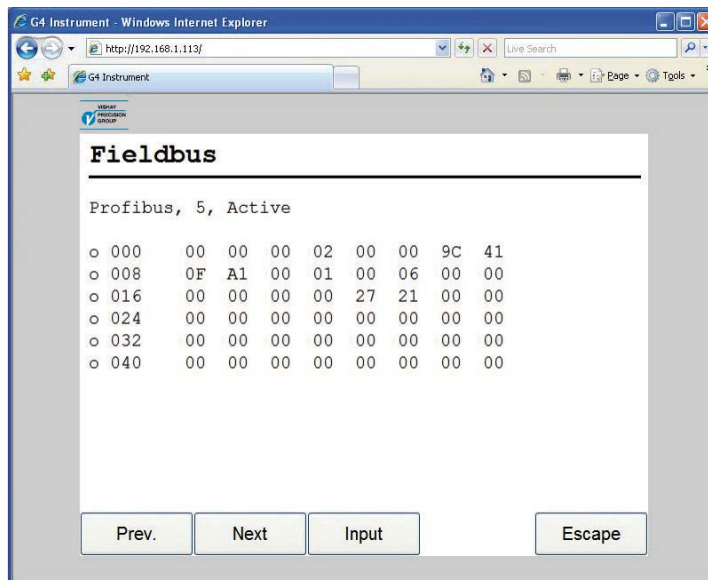 G4 Instrument - Windows Internet Explorer
http://192.168.1.113/
Live Search
G4 Instrument
Page
Tools
VISHAY
PRECISION
GROUP
Fieldbus
Profibus, 5, Active
o 000 00 00 00 02 00 00 9C 41
o 008 0F A1 00 01 00 06 00 00
o 016 00 00 00 00 27 21 00 00
o 024 00 00 00 00 00 00 00 00
o 032 00 00 00 00 00 00 00 00
o 040 00 00 00 00 00 00 00 00
Prev. Next Input Escape